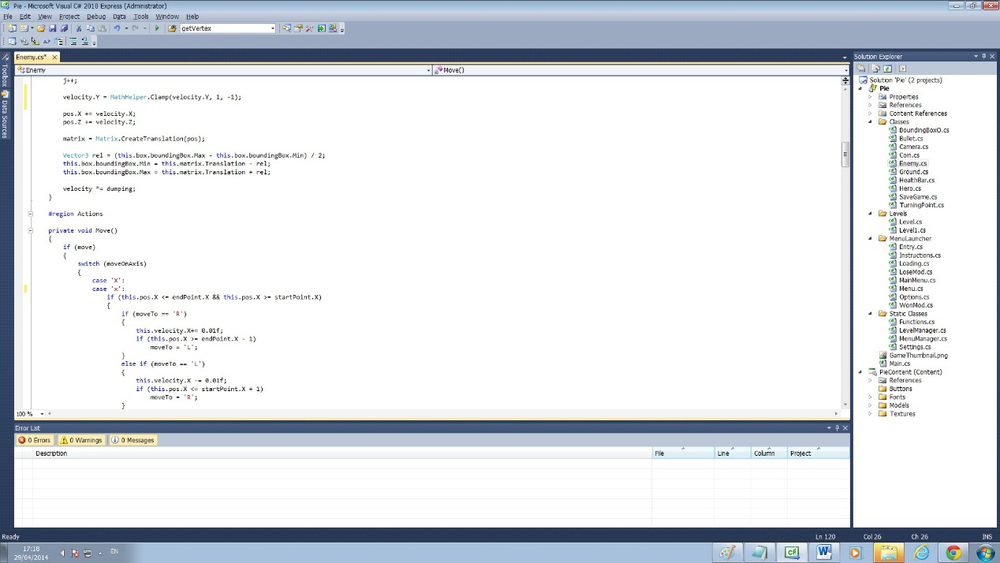 Pie - Microsoft Visual C# 2010 Express (Administrator)
File Edit View Project Debug Data Tools Window Help
getVertex
Enemy.cs*
Enemy
Move()
Toolbox
Data Sources
j++;
velocity.Y = MathHelper.Clamp(velocity.Y, 1, -1);
pos.X += velocity.X;
pos.Z += velocity.Z;
matrix = Matrix.CreateTranslation(pos);
Vector3 rel = (this.box.boundingBox.Max - this.box.boundingBox.Min) / 2;
this.box.boundingBox.Min = this.matrix.Translation - rel;
this.box.boundingBox.Max = this.matrix.Translation + rel;
velocity *= dumping;
}
#region Actions
private void Move()
{
if (move)
{
switch (moveOnAxis)
{
case 'X':
case 'x':
if (this.pos.X <= endPoint.X && this.pos.X >= startPoint.X)
{
if (moveTo == 'R')
{
this.velocity.X+= 0.01f;
if (this.pos.X >= endPoint.X - 1)
moveTo = 'L';
}
else if (moveTo == 'L')
{
this.velocity.X -= 0.01f;
if (this.pos.X <= startPoint.X + 1)
moveTo = 'R';
}
100 %
Error List
0 Errors 0 Warnings 0 Messages
Description File Line Column Project
Solution Explorer
Solution 'Pie' (2 projects)
Pie
Properties
References
Content References
Classes
BoundingBoxO.cs
Bullet.cs
Camera.cs
Coin.cs
Enemy.cs
Ground.cs
HealthBar.cs
Hero.cs
SaveGame.cs
TurningPoint.cs
Levels
Level.cs
Level1.cs
MenuLauncher
Entry.cs
Instructions.cs
Loading.cs
LoseMod.cs
MainMenu.cs
Menu.cs
Options.cs
WonMod.cs
Static Classes
Functions.cs
LevelManager.cs
MenuManager.cs
Settings.cs
GameThumbnail.png
Main.cs
PieContent (Content)
References
Buttons
Fonts
Models
Textures
Ready Ln 120 Col 26 Ch 26 INS
17:16
29/04/2014
EN